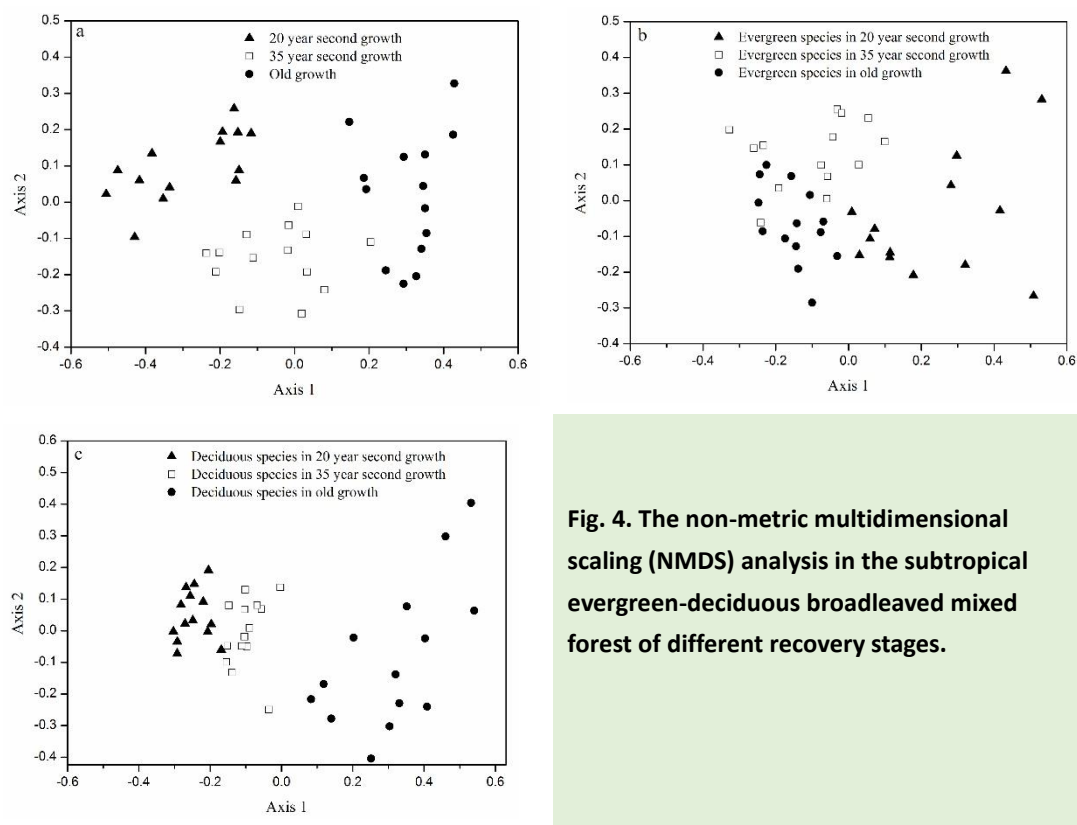 a
20 year second growth
35 year second growth
Old growth
0.5
0.4
0.3
0.2
0.1
0.0
-0.1
-0.2
-0.3
-0.4
Axis 2
-0.6
-0.4
-0.2
0.0
0.2
0.4
0.6
Axis 1
b
Evergreen species in 20 year second growth
Evergreen species in 35 year second growth
Evergreen species in old growth
0.5
0.4
0.3
0.2
0.1
0.0
-0.1
-0.2
-0.3
-0.4
Axis 2
-0.6
-0.4
-0.2
0.0
0.2
0.4
0.6
Axis 1
c
Deciduous species in 20 year second growth
Deciduous species in 35 year second growth
Deciduous species in old growth
0.6
0.5
0.4
0.3
0.2
0.1
0.0
-0.1
-0.2
-0.3
-0.4
Axis 2
-0.6
-0.4
-0.2
0.0
0.2
0.4
0.6
Axis 1
Fig. 4. The non-metric multidimensional
scaling (NMDS) analysis in the subtropical
evergreen-deciduous broadleaved mixed
forest of different recovery stages.